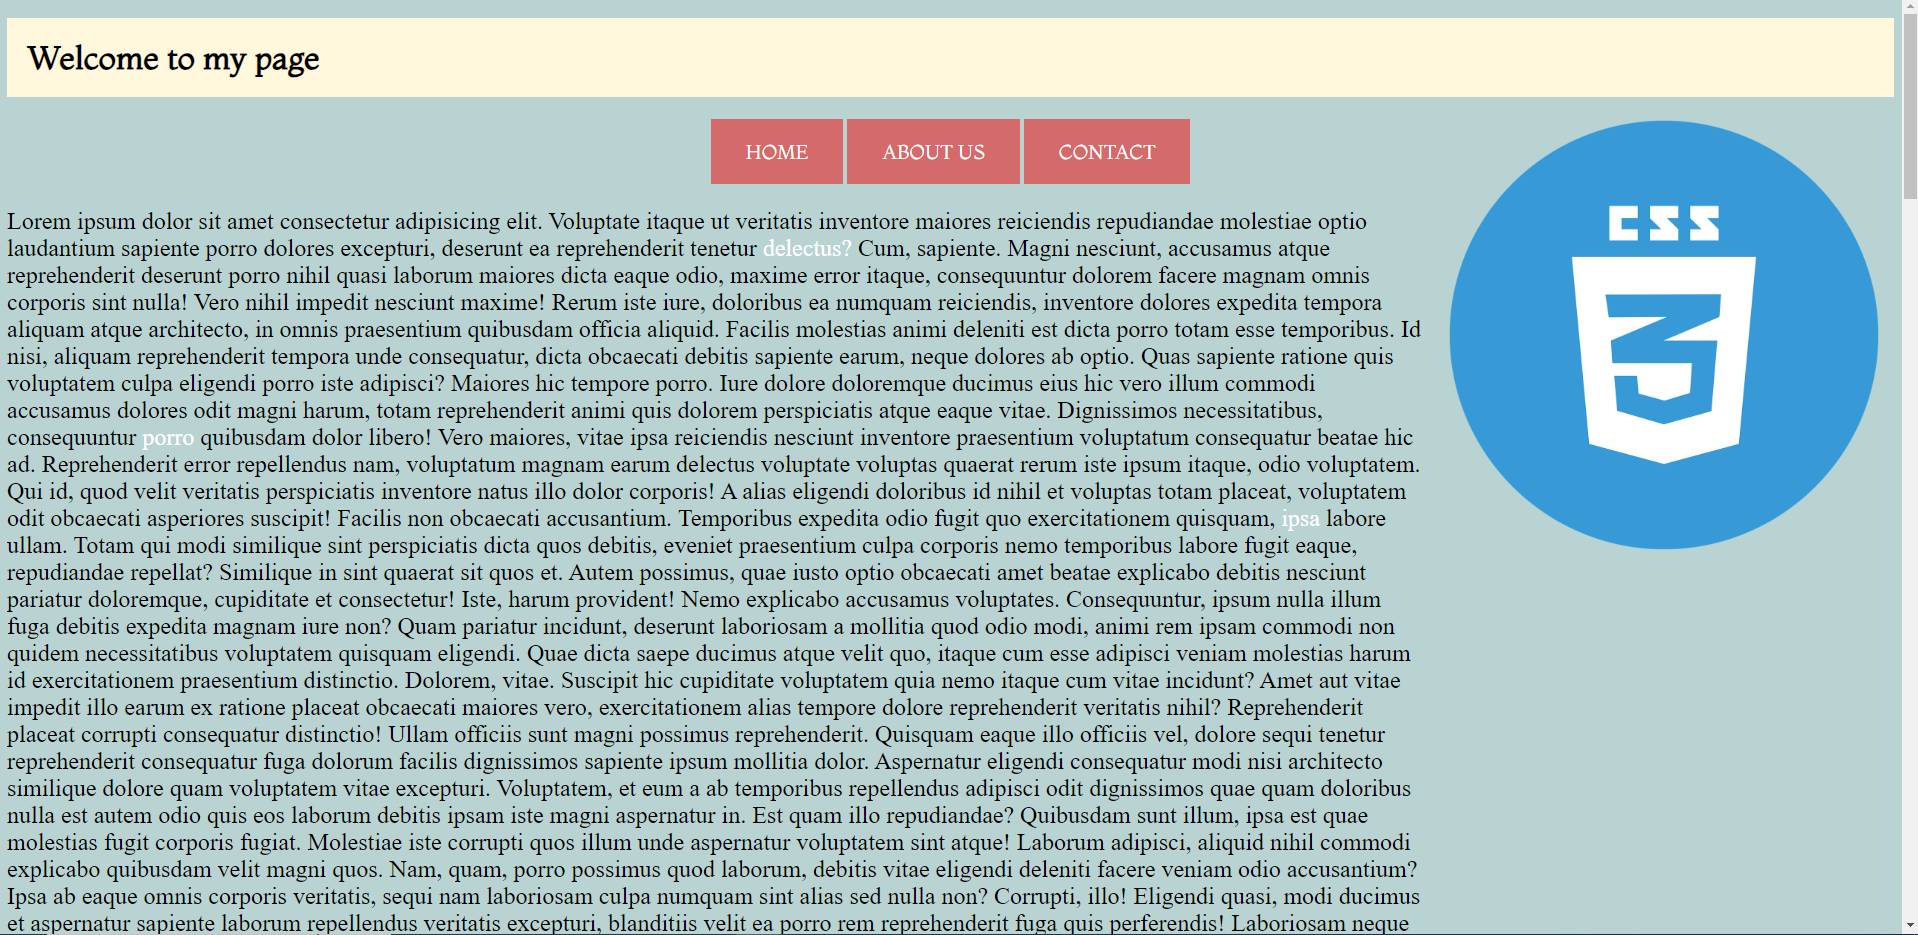 Welcome to my page
HOME
ABOUT US
CONTACT
CSS
3
Lorem ipsum dolor sit amet consectetur adipisicing elit. Voluptate itaque ut veritatis inventore maiores reiciendis repudiandae molestiae optio
laudantium sapiente porro dolores excepturi, deserunt ea reprehenderit tenetur delectus? Cum, sapiente. Magni nesciunt, accusamus atque
reprehenderit deserunt porro nihil quasi laborum maiores dicta eaque odio, maxime error itaque, consequuntur dolorem facere magnam omnis
corporis sint nulla! Vero nihil impedit nesciunt maxime! Rerum iste iure, doloribus ea numquam reiciendis, inventore dolores expedita tempora
aliquam atque architecto, in omnis praesentium quibusdam officia aliquid. Facilis molestias animi deleniti est dicta porro totam esse temporibus. Id
nisi, aliquam reprehenderit tempora unde consequatur, dicta obcaecati debitis sapiente earum, neque dolores ab optio. Quas sapiente ratione quis
voluptatem culpa eligendi porro iste adipisci? Maiores hic tempore porro. Iure dolore doloremque ducimus eius hic vero illum commodi
accusamus dolores odit magni harum, totam reprehenderit animi quis dolorem perspiciatis atque eaque vitae. Dignissimos necessitatibus,
consequuntur porro quibusdam dolor libero! Vero maiores, vitae ipsa reiciendis nesciunt inventore praesentium voluptatum consequatur beatae hic
ad. Reprehenderit error repellendus nam, voluptatum magnam earum delectus voluptate voluptas quaerat rerum iste ipsum itaque, odio voluptatem.
Qui id, quod velit veritatis perspiciatis inventore natus illo dolor corporis! A alias eligendi doloribus id nihil et voluptas totam placeat, voluptatem
odit obcaecati asperiores suscipit! Facilis non obcaecati accusantium. Temporibus expedita odio fugit quo exercitationem quisquam, ipsa labore
ullam. Totam qui modi similique sint perspiciatis dicta quos debitis, eveniet praesentium culpa corporis nemo temporibus labore fugit eaque,
repudiandae repellat? Similique in sint quaerat sit quos et. Autem possimus, quae iusto optio obcaecati amet beatae explicabo debitis nesciunt
pariatur doloremque, cupiditate et consectetur! Iste, harum provident! Nemo explicabo accusamus voluptates. Consequuntur, ipsum nulla illum
fuga debitis expedita magnam iure non? Quam pariatur incidunt, deserunt laboriosam a mollitia quod odio modi, animi rem ipsam commodi non
quidem necessitatibus voluptatem quisquam eligendi. Quae dicta saepe ducimus atque velit quo, itaque cum esse adipisci veniam molestias harum
id exercitationem praesentium distinctio. Dolorem, vitae. Suscipit hic cupiditate voluptatem quia nemo itaque cum vitae incidunt? Amet aut vitae
impedit illo earum ex ratione placeat obcaecati maiores vero, exercitationem alias tempore dolore reprehenderit veritatis nihil? Reprehenderit
placeat corrupti consequatur distinctio! Ullam officiis sunt magni possimus reprehenderit. Quisquam eaque illo officiis vel, dolore sequi tenetur
reprehenderit consequatur fuga dolorum facilis dignissimos sapiente ipsum mollitia dolor. Aspernatur eligendi consequatur modi nisi architecto
similique dolore quam voluptatem vitae excepturi. Voluptatem, et eum a ab temporibus repellendus adipisci odit dignissimos quae quam doloribus
nulla est autem odio quis eos laborum debitis ipsam iste magni aspernatur in. Est quam illo repudiandae? Quibusdam sunt illum, ipsa est quae
molestias fugit corporis fugiat. Molestiae iste corrupti quos illum unde aspernatur voluptatem sint atque! Laborum adipisci, aliquid nihil commodi
explicabo quibusdam velit magni quos. Nam, quam, porro possimus quod laborum, debitis vitae eligendi deleniti facere veniam odio accusantium?
Ipsa ab eaque omnis corporis veritatis, sequi nam laboriosam culpa numquam sint alias sed nulla non? Corrupti, illo! Eligendi quasi, modi ducimus
et aspernatur sapiente laborum repellendus veritatis excepturi, blanditiis velit ea porro rem reprehenderit fuga quis perferendis! Laboriosam neque